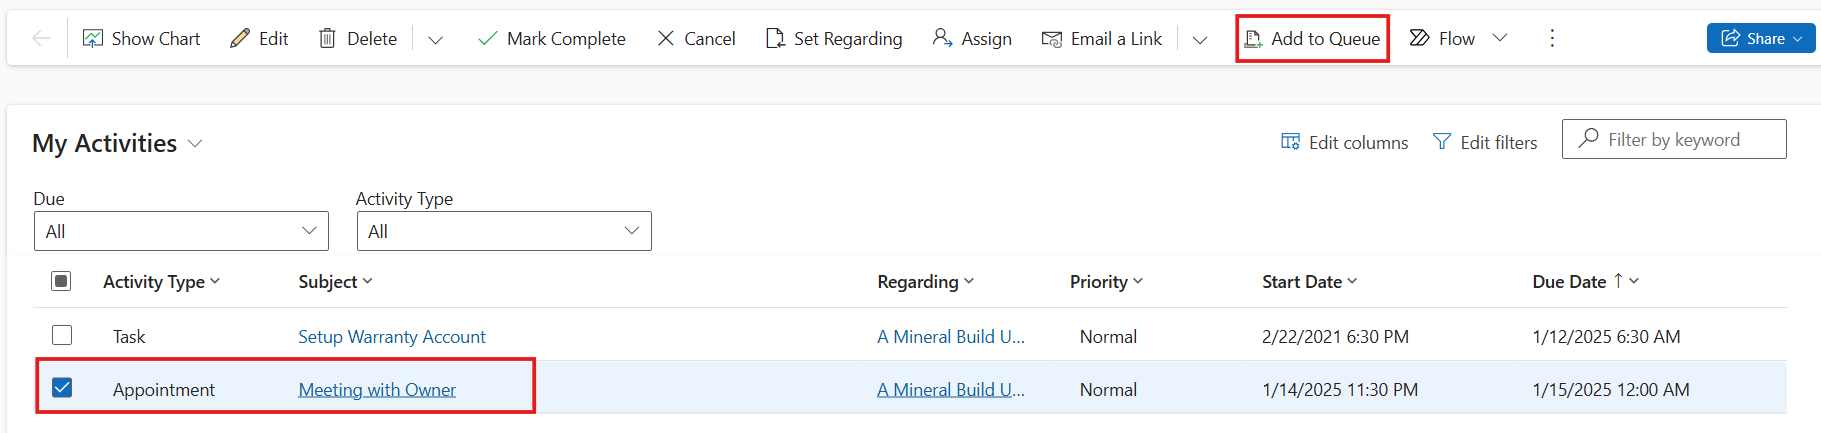 Show Chart Edit Delete Mark Complete Cancel Set Regarding Assign Email a Link Add to Queue Flow Share
My Activities Edit columns Edit filters Filter by keyword
Due Activity Type
All All
Activity Type Subject Regarding Priority Start Date Due Date ↑
Task Setup Warranty Account A Mineral Build U... Normal 2/22/2021 6:30 PM 1/12/2025 6:30 AM
Appointment Meeting with Owner A Mineral Build U... Normal 1/14/2025 11:30 PM 1/15/2025 12:00 AM